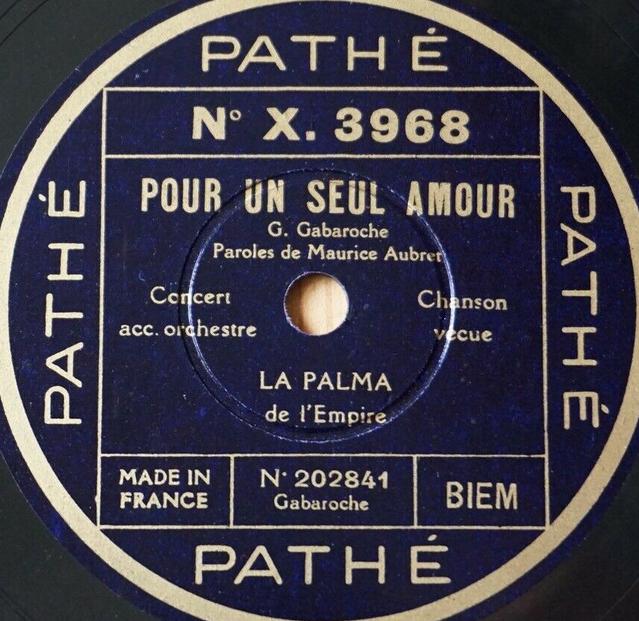 PATHÉ
N° X. 3968
POUR UN SEUL AMOUR
G. Gabaroche
Paroles de Maurice Aubret
Concert
acc. orchestre
Chanson
vécue
LA PALMA
de l'Empire
MADE IN
FRANCE
N· 202841
Gabaroche
BIEM
PATHÉ
PATHÉ
PATHÉ